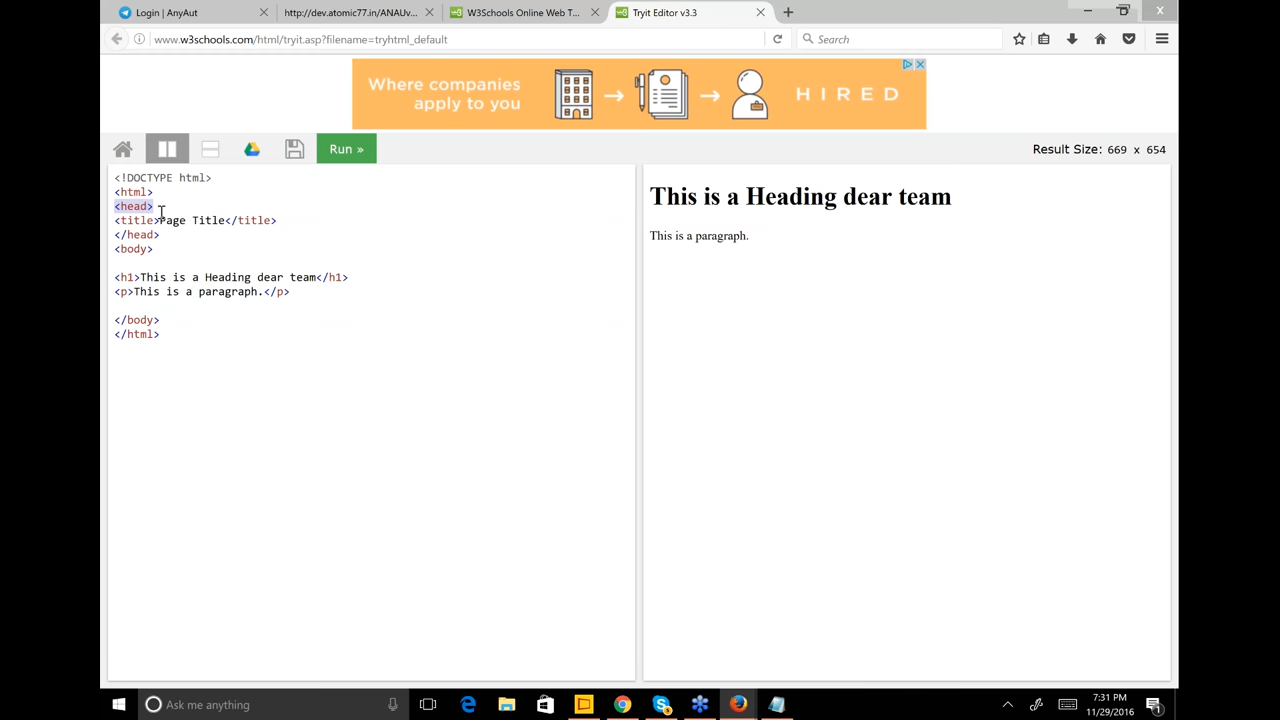 Login | AnyAut
http://dev.atomic77.in/ANAUv...
W3Schools Online Web T...
Tryit Editor v3.3
www.w3schools.com/html/tryit.asp?filename=tryhtml_default
Search
Where companies
apply to you
HIRED
Run »
Result Size: 669 x 654
<!DOCTYPE html>
<html>
<head>
<title>Page Title</title>
</head>
<body>
<h1>This is a Heading dear team</h1>
<p>This is a paragraph.</p>
</body>
</html>
This is a Heading dear team
This is a paragraph.
Ask me anything
7:31 PM
11/29/2016